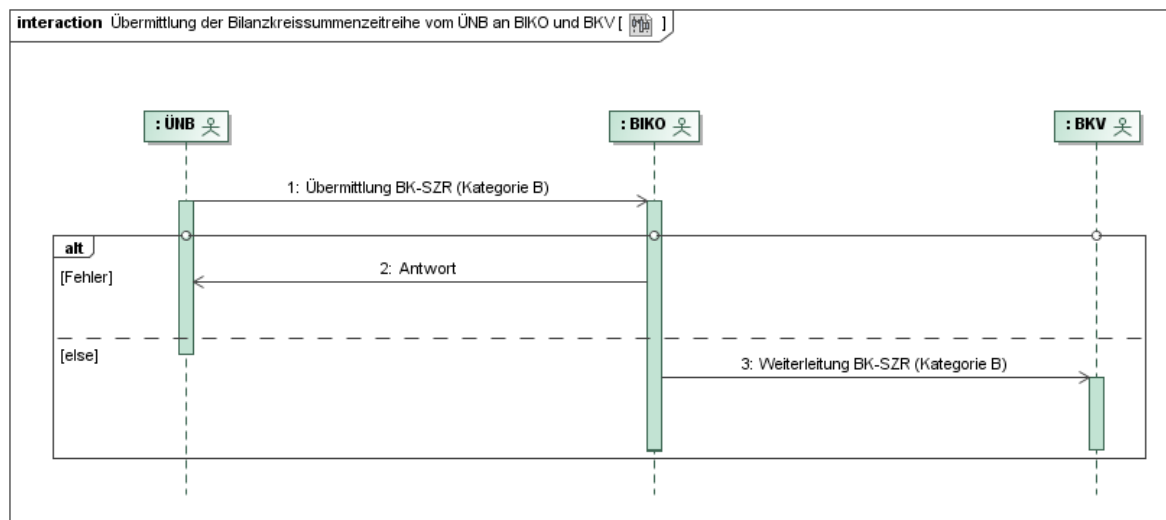 interaction Übermittlung der Bilanzkreissummenzeitreihe vom ÜNB an BIKO und BKV [ ]
: ÜNB
: BIKO
: BKV
1: Übermittlung BK-SZR (Kategorie B)
alt
[Fehler]
2: Antwort
[else]
3: Weiterleitung BK-SZR (Kategorie B)